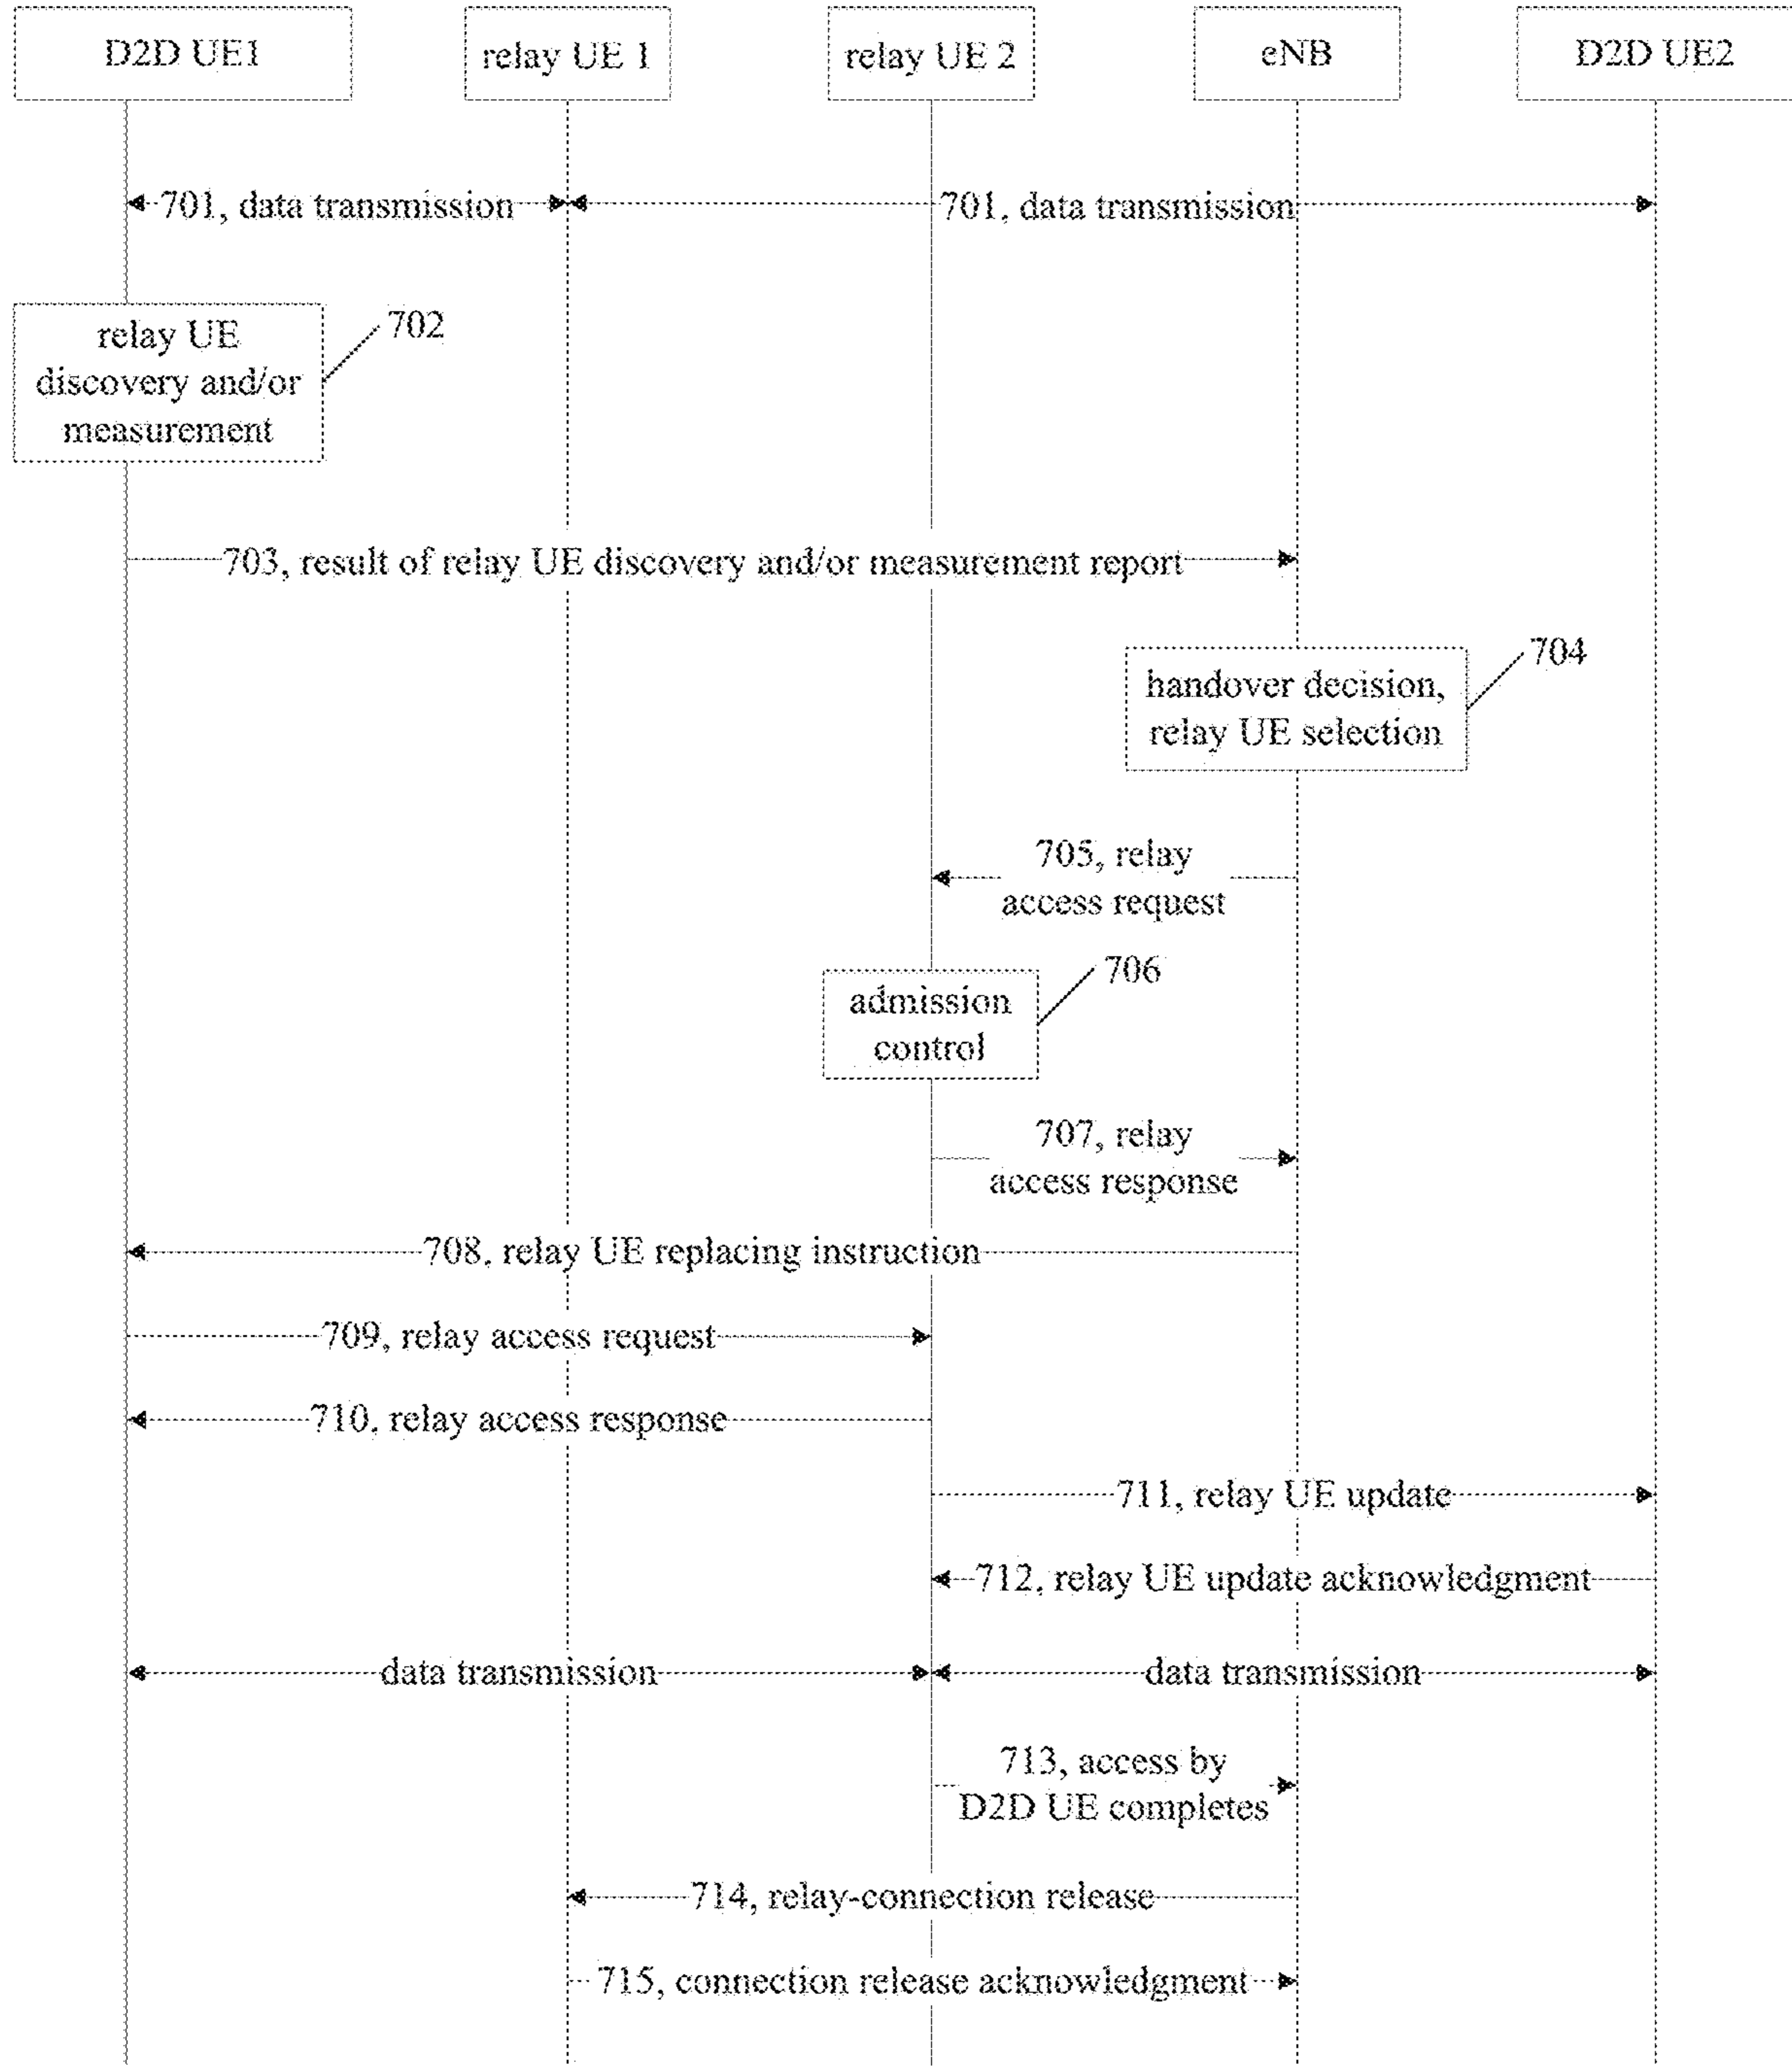 D2D UE1
relay UE 1
relay UE 2
eNB
D2D UE2
701, data transmission
701, data transmission
relay UE
discovery and/or
measurement
702
703, result of relay UE discovery and/or measurement report
704
handover decision,
relay UE selection
705, relay
access request
706
admission
control
707, relay
access response
708, relay UE replacing instruction
709, relay access request
710, relay access response
711, relay UE update
712, relay UE update acknowledgment
data transmission
data transmission
713, access by
D2D UE completes
714, relay-connection release
715, connection release acknowledgment